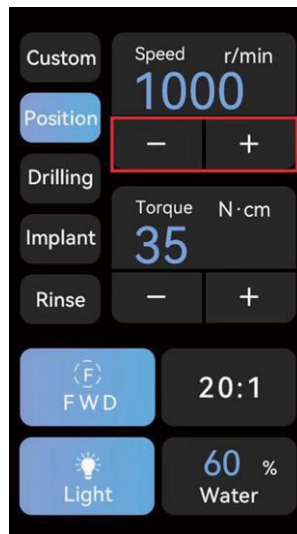 Custom
Position
Drilling
Implant
Rinse
Speed r/min
1000
− +
Torque N·cm
35
− +
(F)
FWD
20:1
Light
60 %
Water